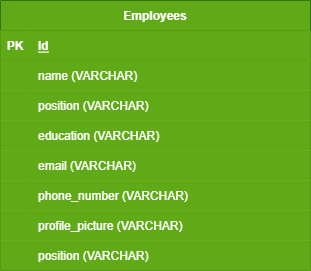 Employees
PK Id
name (VARCHAR)
position (VARCHAR)
education (VARCHAR)
email (VARCHAR)
phone_number (VARCHAR)
profile_picture (VARCHAR)
position (VARCHAR)